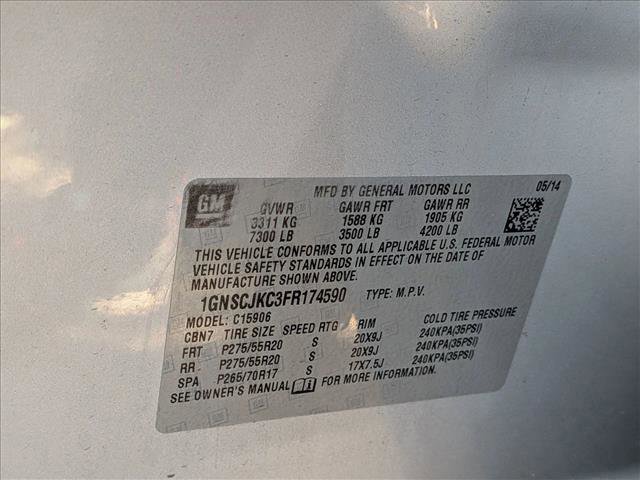 GM
MFD BY GENERAL MOTORS LLC 05/14
GVWR GAWR FRT GAWR RR
3311 KG 1588 KG 1905 KG
7300 LB 3500 LB 4200 LB
THIS VEHICLE CONFORMS TO ALL APPLICABLE U.S. FEDERAL MOTOR
VEHICLE SAFETY STANDARDS IN EFFECT ON THE DATE OF
MANUFACTURE SHOWN ABOVE.
1GNSCJKC3FR174590 TYPE: M.P.V.
MODEL: C15906
CBN7 TIRE SIZE SPEED RTG RIM COLD TIRE PRESSURE
FRT P275/55R20 S 20X9J 240KPA(35PSI)
RR P275/55R20 S 20X9J 240KPA(35PSI)
SPA P265/70R17 S 17X7.5J 240KPA(35PSI)
SEE OWNER'S MANUAL